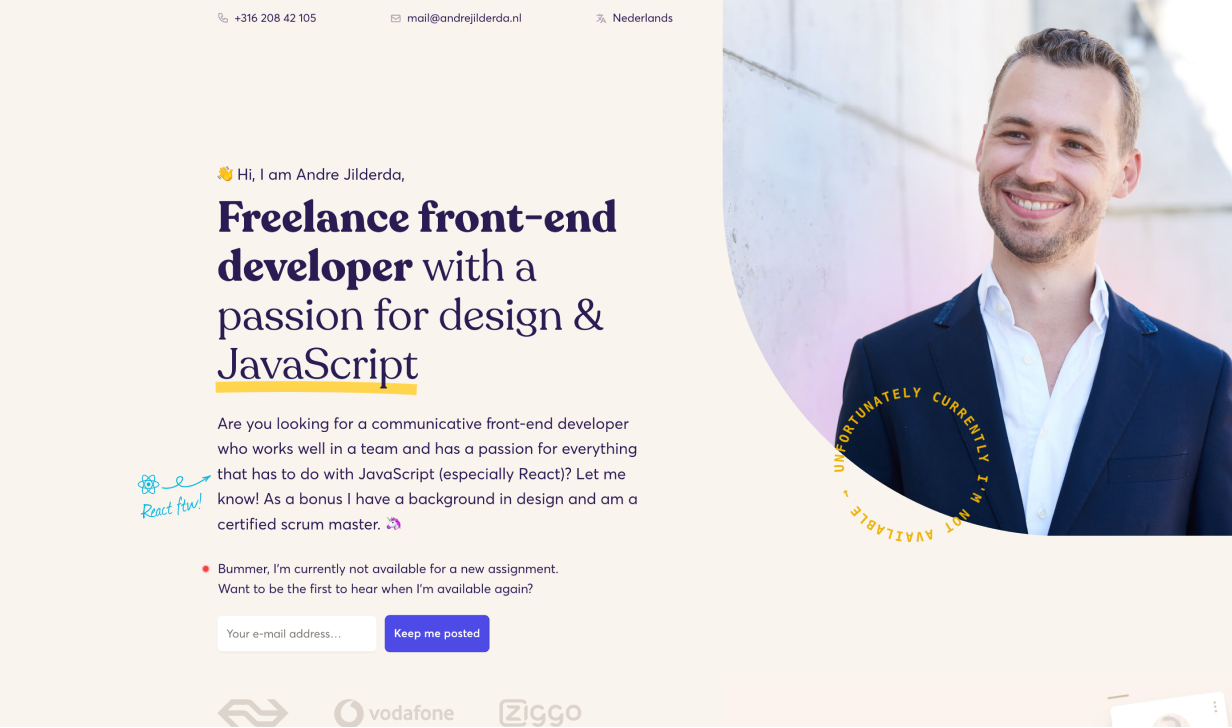 +316 208 42 105
mail@andrejilderda.nl
Nederlands
👋 Hi, I am Andre Jilderda,
Freelance front-end
developer with a
passion for design &
JavaScript
Are you looking for a communicative front-end developer
who works well in a team and has a passion for everything
that has to do with JavaScript (especially React)? Let me
know! As a bonus I have a background in design and am a
certified scrum master. 🦄
React ftw!
Bummer, I'm currently not available for a new assignment.
Want to be the first to hear when I'm available again?
Your e-mail address…
Keep me posted
UNFORTUNATELY CURRENTLY I'M NOT AVAILABLE -
vodafone
ziggo